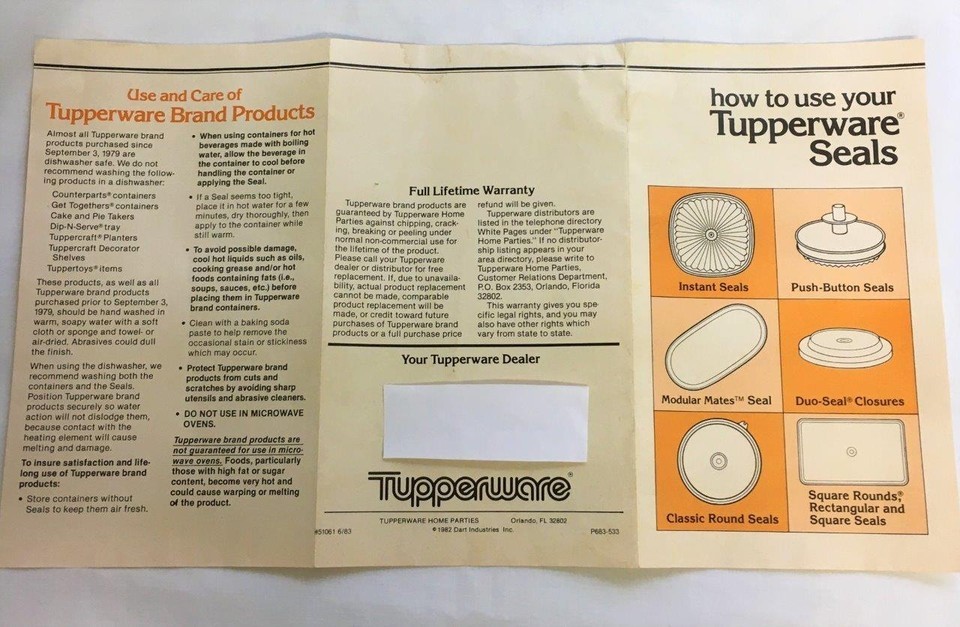 Use and Care of
Tupperware Brand Products
Almost all Tupperware brand
products purchased since
September 3, 1979 are
dishwasher safe. We do not
recommend washing the follow-
ing products in a dishwasher:
Counterparts® containers
Get Togethers® containers
Cake and Pie Takers
Dip-N-Serve® tray
Tuppercraft® Planters
Tuppercraft Decorator
Shelves
Tuppertoys® items
These products, as well as all
Tupperware brand products
purchased prior to September 3,
1979, should be hand washed in
warm, soapy water with a soft
cloth or sponge and towel- or
air-dried. Abrasives could dull
the finish.
When using the dishwasher, we
recommend washing both the
containers and the Seals.
Position Tupperware brand
products securely so water
action will not dislodge them,
because contact with the
heating element will cause
melting and damage.
To insure satisfaction and life-
long use of Tupperware brand
products:
• Store containers without
Seals to keep them air fresh.
• When using containers for hot
beverages made with boiling
water, allow the beverage in
the container to cool before
handling the container or
applying the Seal.
• If a Seal seems too tight,
place it in hot water for a few
minutes, dry thoroughly, then
apply to the container while
still warm.
• To avoid possible damage,
cool hot liquids such as oils,
cooking grease and/or hot
foods containing fats (i.e.,
soups, sauces, etc.) before
placing them in Tupperware
brand containers.
• Clean with a baking soda
paste to help remove the
occasional stain or stickiness
which may occur.
• Protect Tupperware brand
products from cuts and
scratches by avoiding sharp
utensils and abrasive cleaners.
• DO NOT USE IN MICROWAVE
OVENS.
Tupperware brand products are
not guaranteed for use in micro-
wave ovens. Foods, particularly
those with high fat or sugar
content, become very hot and
could cause warping or melting
of the product.
Full Lifetime Warranty
Tupperware brand products are
guaranteed by Tupperware Home
Parties against chipping, crack-
ing, breaking or peeling under
normal non-commercial use for
the lifetime of the product.
Please call your Tupperware
dealer or distributor for free
replacement. If, due to unavaila-
bility, actual product replacement
cannot be made, comparable
product replacement will be
made, or credit toward future
purchases of Tupperware brand
products or a full purchase price
refund will be given.
Tupperware distributors are
listed in the telephone directory
White Pages under "Tupperware
Home Parties." If no distributor-
ship listing appears in your
area directory, please write to
Tupperware Home Parties,
Customer Relations Department,
P.O. Box 2353, Orlando, Florida
32802.
This warranty gives you spe-
cific legal rights, and you may
also have other rights which
vary from state to state.
Your Tupperware Dealer
Tupperware®
TUPPERWARE HOME PARTIES Orlando, FL 32802
©1982 Dart Industries Inc.
#51061 6/83 P683-533
how to use your
Tupperware®
Seals
Instant Seals
Push-Button Seals
Modular Mates™ Seal
Duo-Seal® Closures
Classic Round Seals
Square Rounds,®
Rectangular and
Square Seals